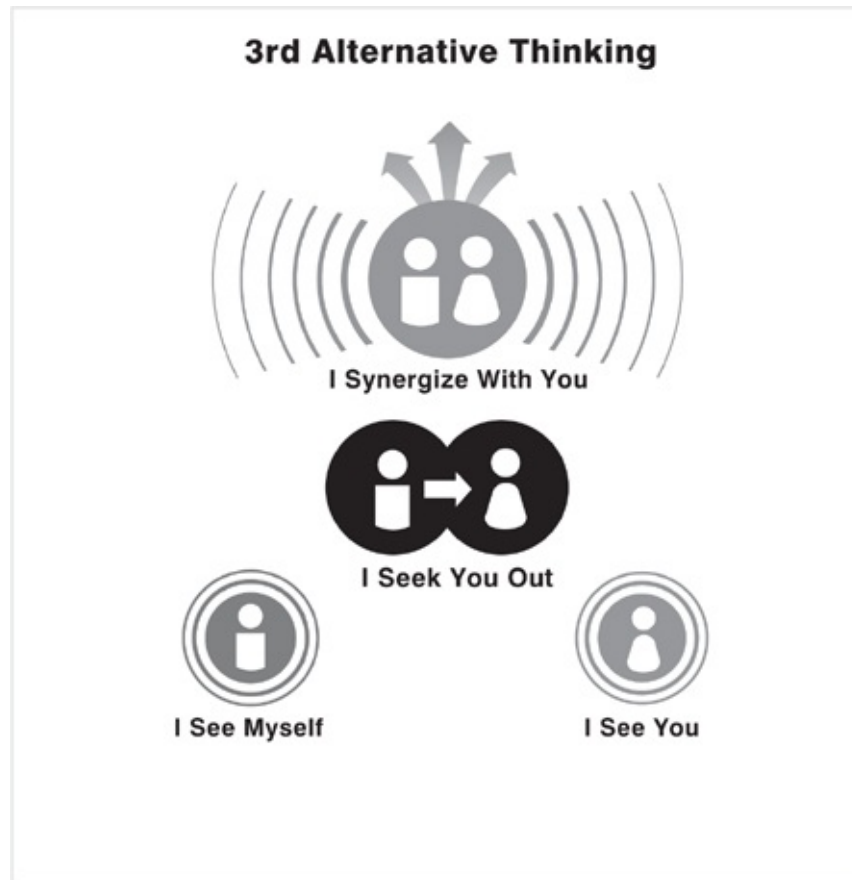 3rd Alternative Thinking
I Synergize With You
I Seek You Out
I See Myself
I See You